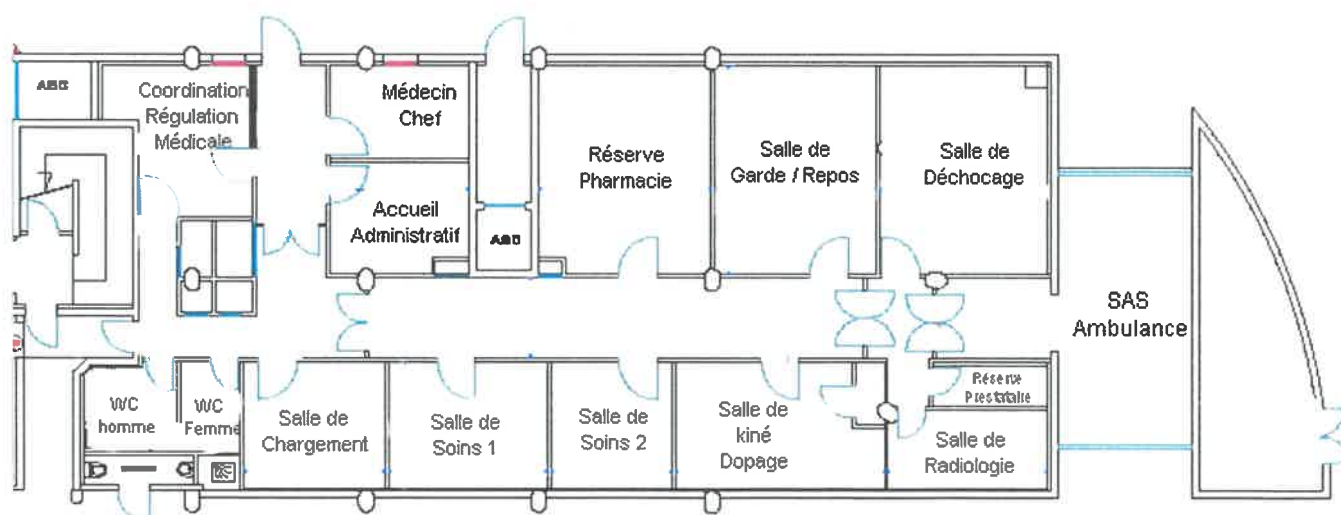 Coordination
Régulation
Médicale
Médecin
Chef
Accueil
Administratif
Réserve
Pharmacie
Salle de
Garde / Repos
Salle de
Déchocage
SAS
Ambulance
WC
homme
WC
Femme
Salle de
Chargement
Salle de
Soins 1
Salle de
Soins 2
Salle de
kiné
Dopage
Réserve
Prestataire
Salle de
Radiologie